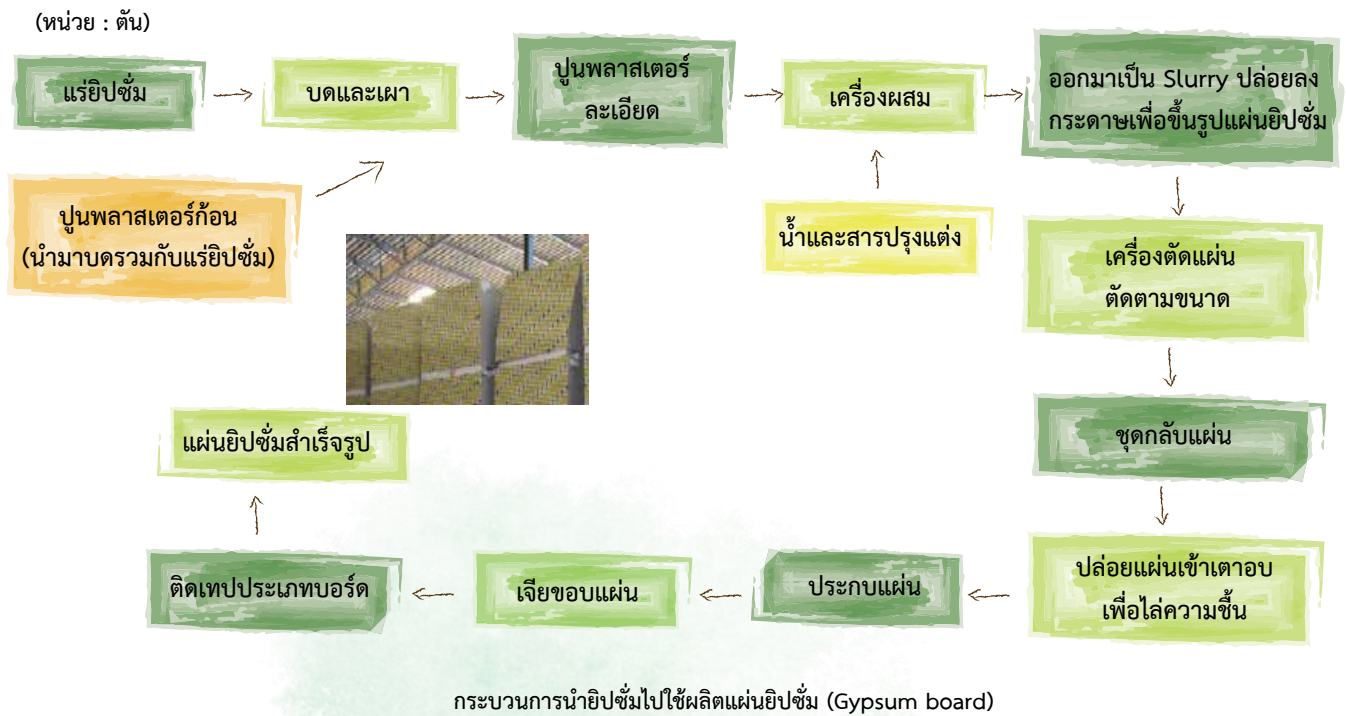 (หน่วย : ตัน)
แร่ยิปซั่ม
บดและเผา
ปูนพลาสเตอร์
ละเอียด
เครื่องผสม
ออกมาเป็น Slurry ปล่อยลง
กระดาษเพื่อขึ้นรูปแผ่นยิปซั่ม
ปูนพลาสเตอร์ก้อน
(นำมาบดรวมกับแร่ยิปซั่ม)
น้ำและสารปรุงแต่ง
เครื่องตัดแผ่น
ตัดตามขนาด
ชุดกลับแผ่น
ปล่อยแผ่นเข้าเตาอบ
เพื่อไล่ความชื้น
ประกบแผ่น
เจียขอบแผ่น
ติดเทปประเภทบอร์ด
แผ่นยิปซั่มสำเร็จรูป
กระบวนการนำยิปซั่มไปใช้ผลิตแผ่นยิปซั่ม (Gypsum board)